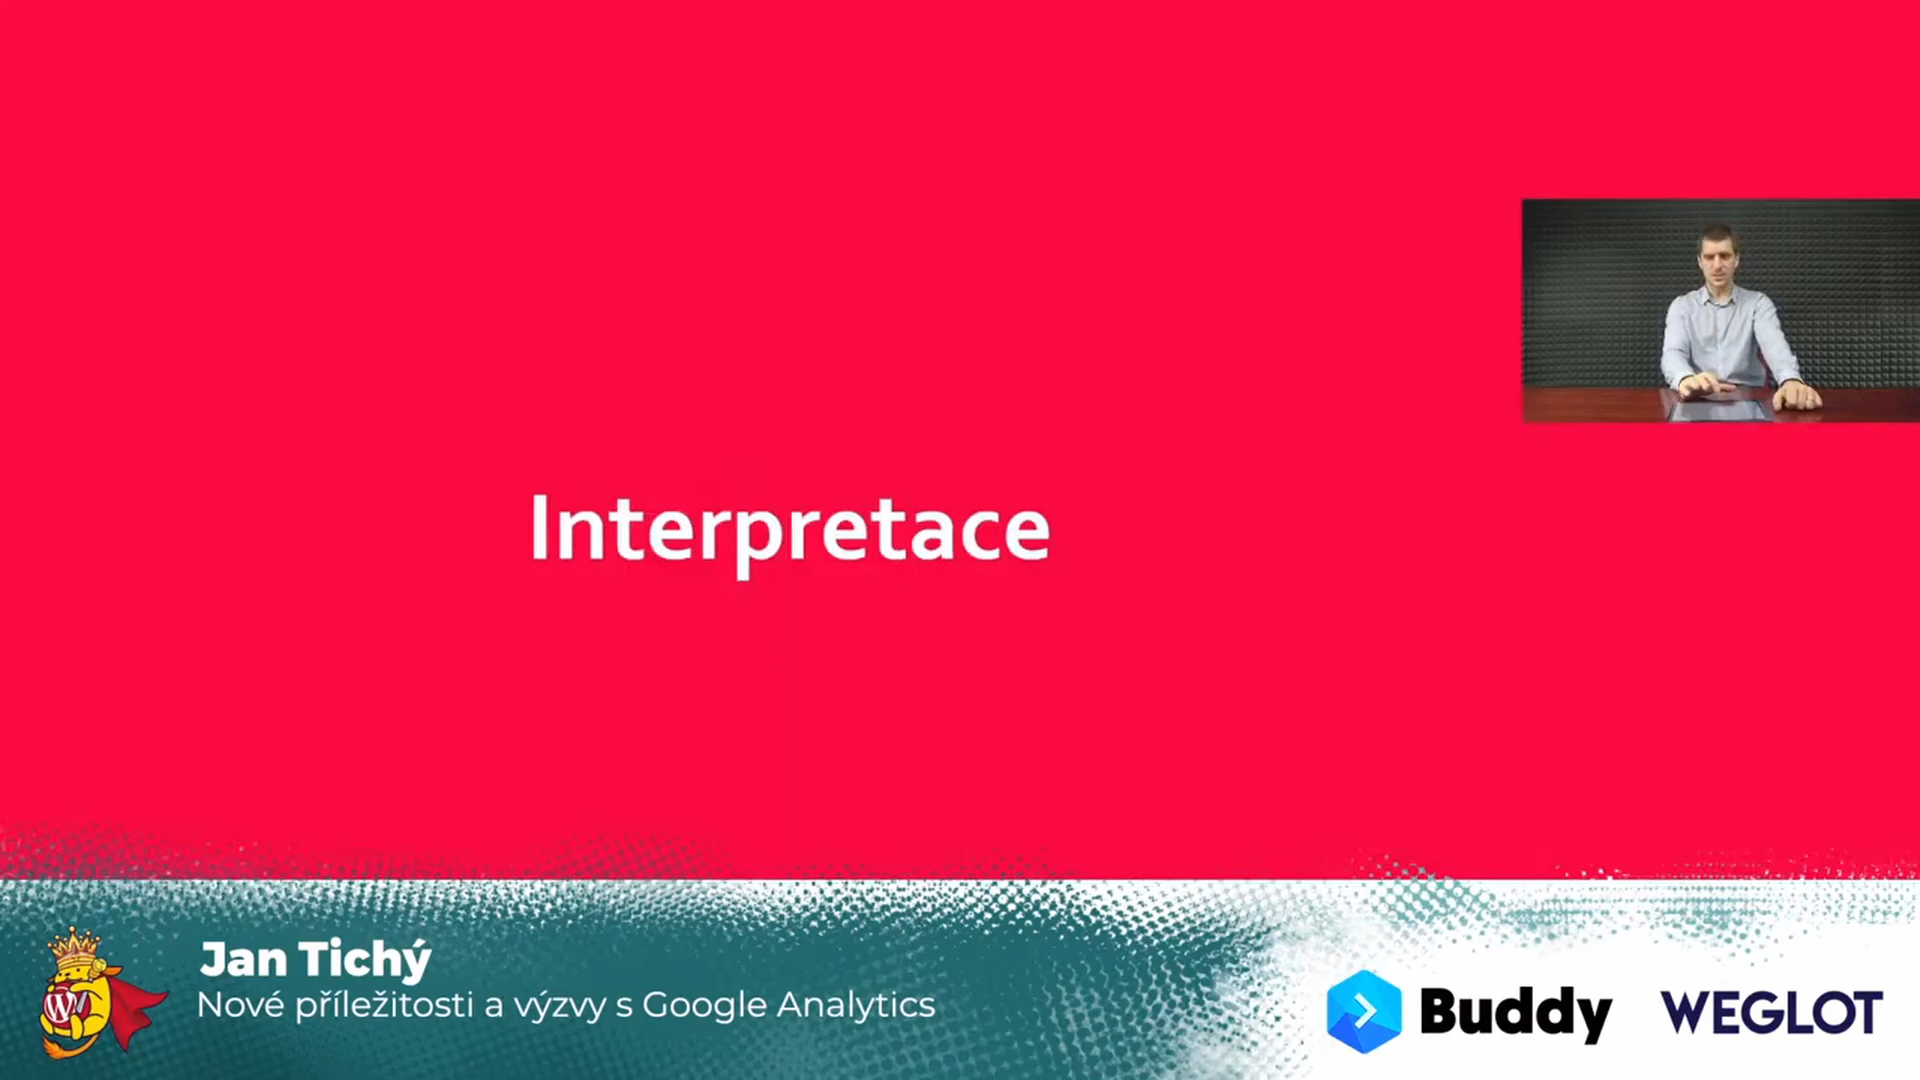 Interpretace
Jan Tichý
Nové příležitosti a výzvy s Google Analytics
Buddy
WEGLOT